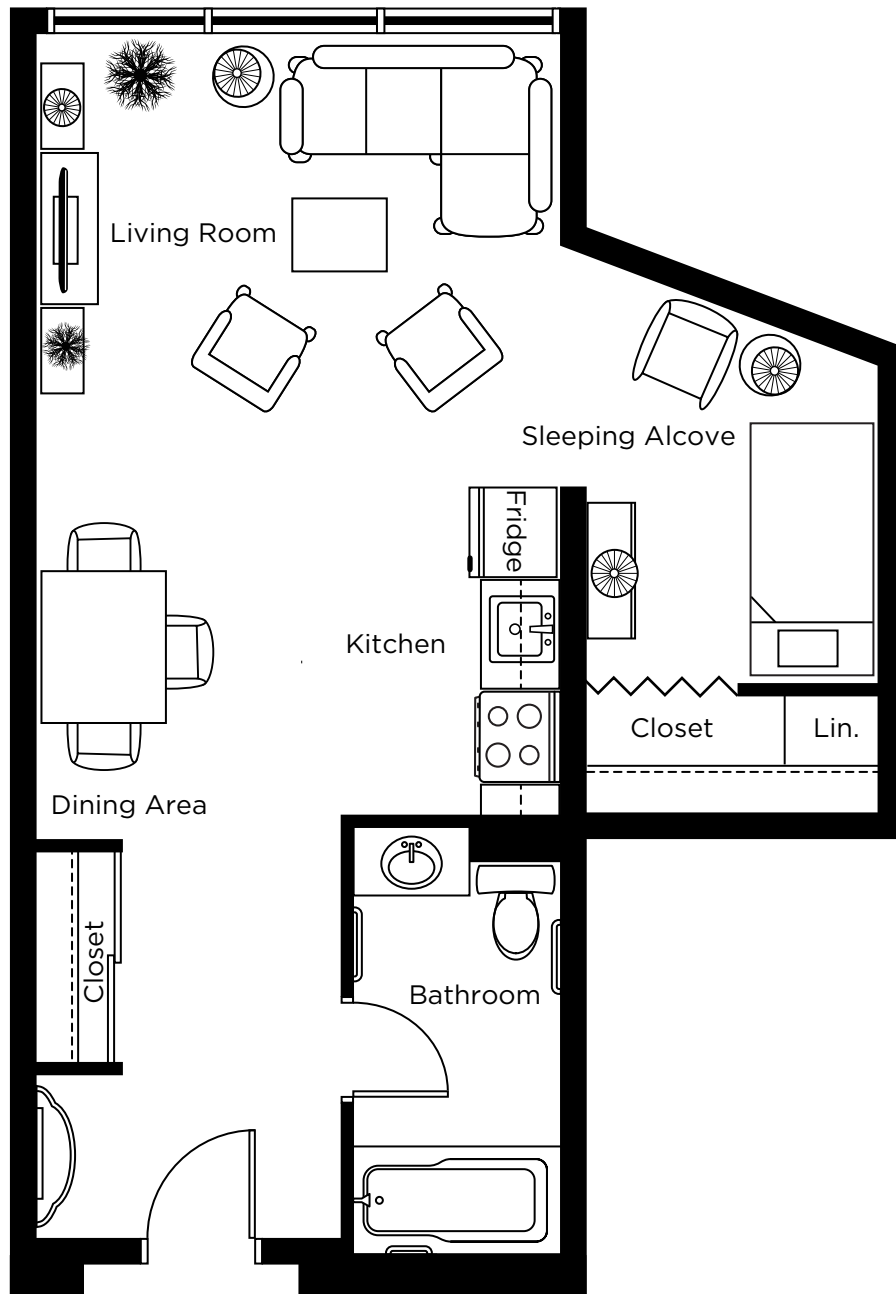 Living Room
Sleeping Alcove
Fridge
Kitchen
Closet
Lin.
Dining Area
Closet
Bathroom